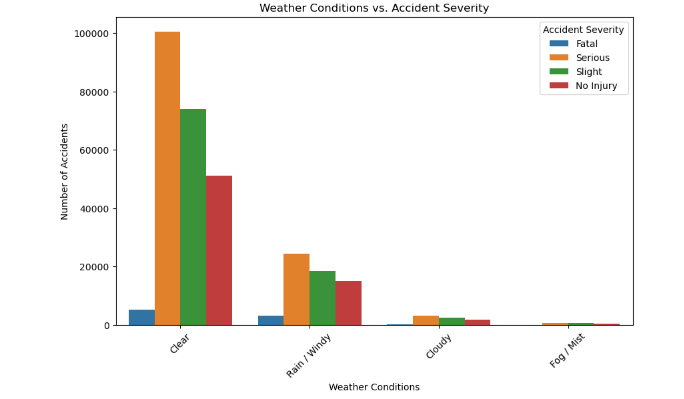 Weather Conditions vs. Accident Severity
Accident Severity
Fatal
Serious
Slight
No Injury
Number of Accidents
100000
80000
60000
40000
20000
0
Clear
Rain / Windy
Cloudy
Fog / Mist
Weather Conditions